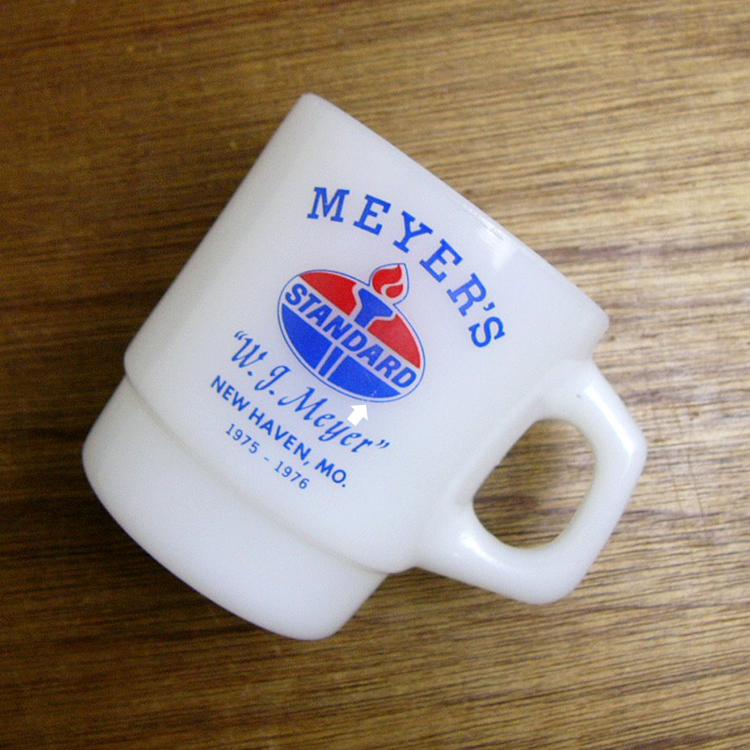 MEYER'S
STANDARD
“W. J. Meyer”
NEW HAVEN, MO.
1975 - 1976